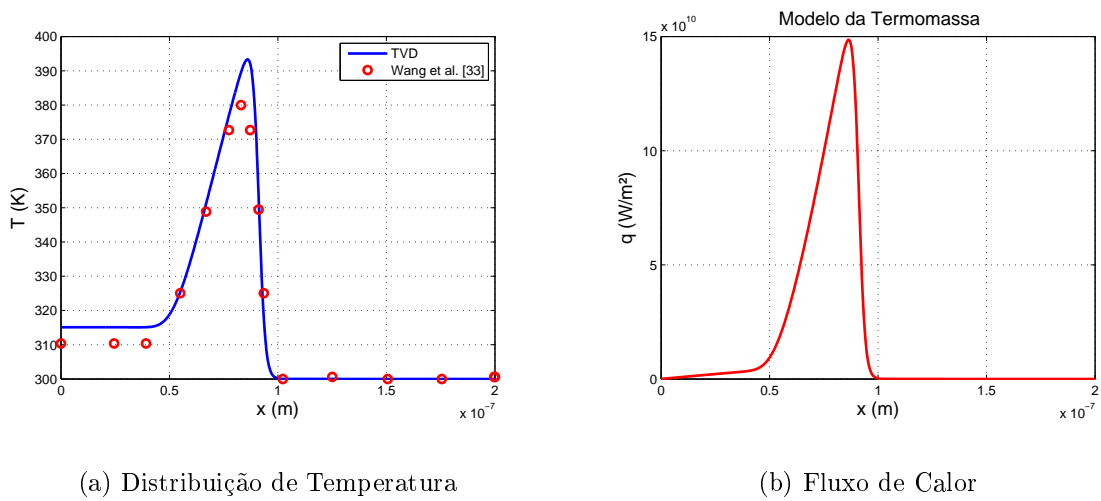 400
390
380
370
360
350
340
330
320
310
300
T (K)
0
0.5
1
1.5
2
x 10⁻⁷
x (m)
TVD
Wang et al. [33]
(a) Distribuição de Temperatura
Modelo da Termomassa
x 10¹⁰
15
10
5
0
q (W/m²)
0
0.5
1
1.5
2
x 10⁻⁷
x (m)
(b) Fluxo de Calor